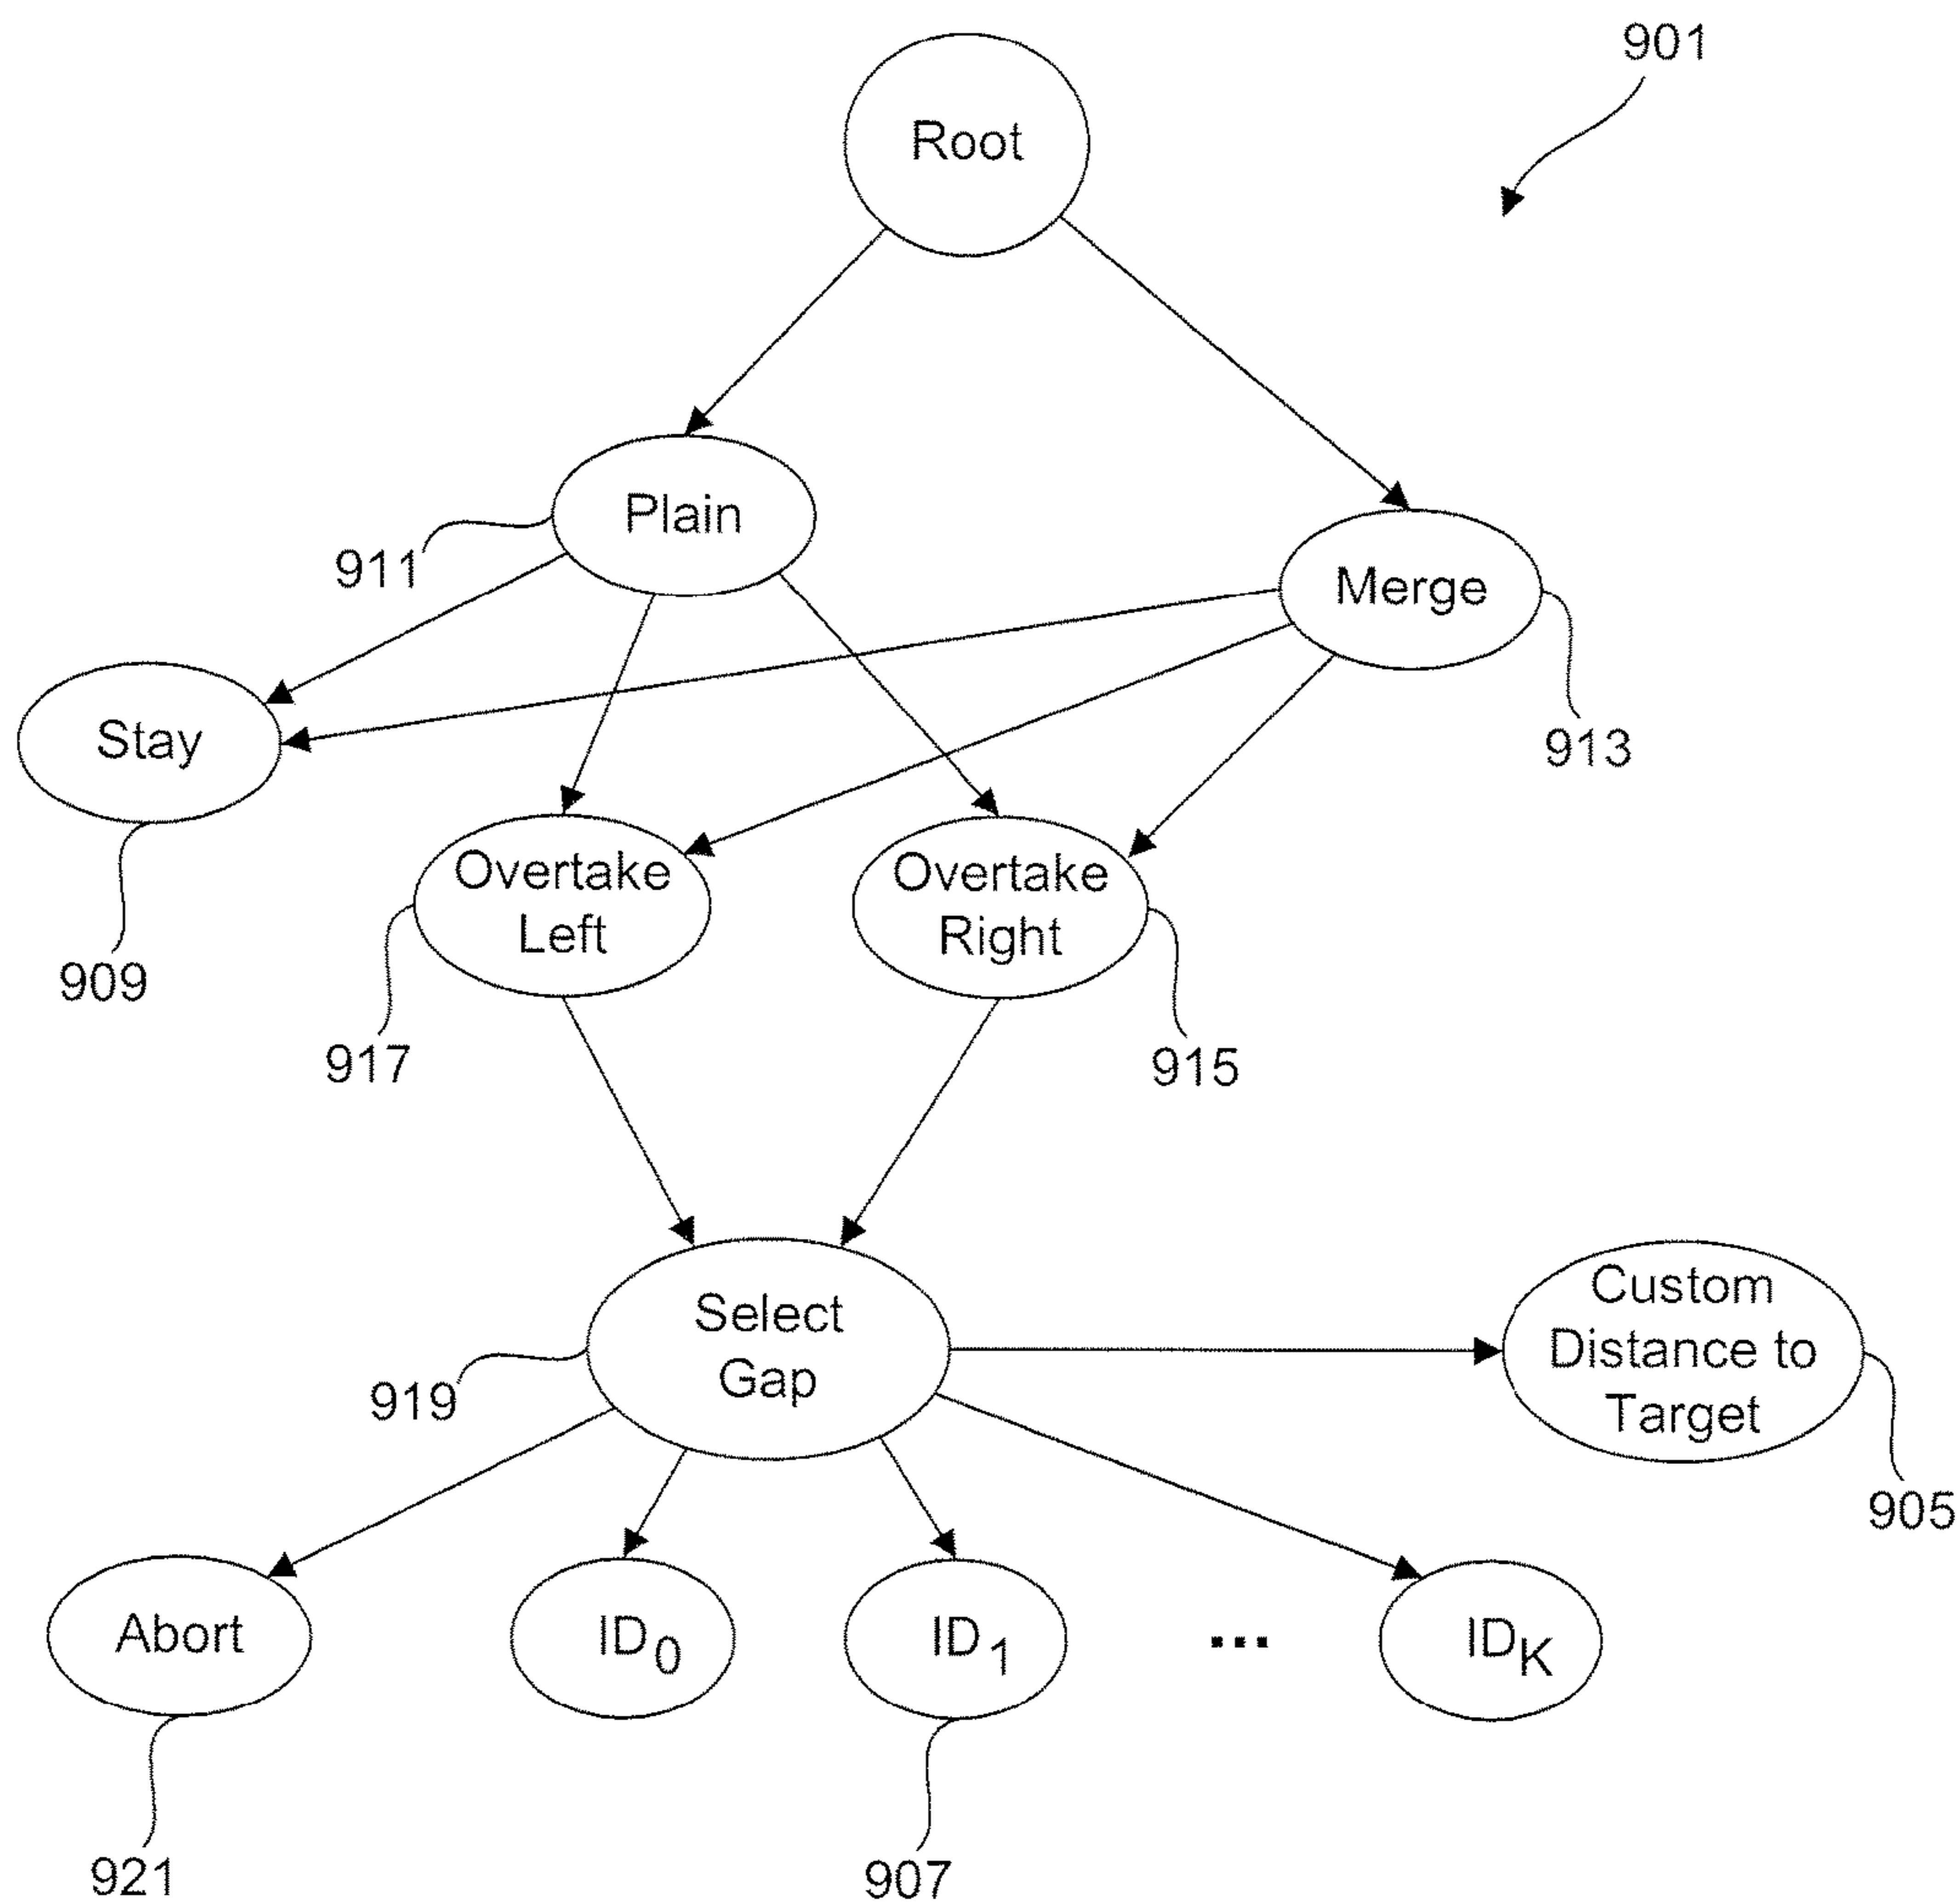 901
Root
Plain
911
Merge
913
Stay
909
Overtake
Left
917
Overtake
Right
915
Select
Gap
919
Custom
Distance to
Target
905
Abort
921
ID0
ID1
907
...
IDK